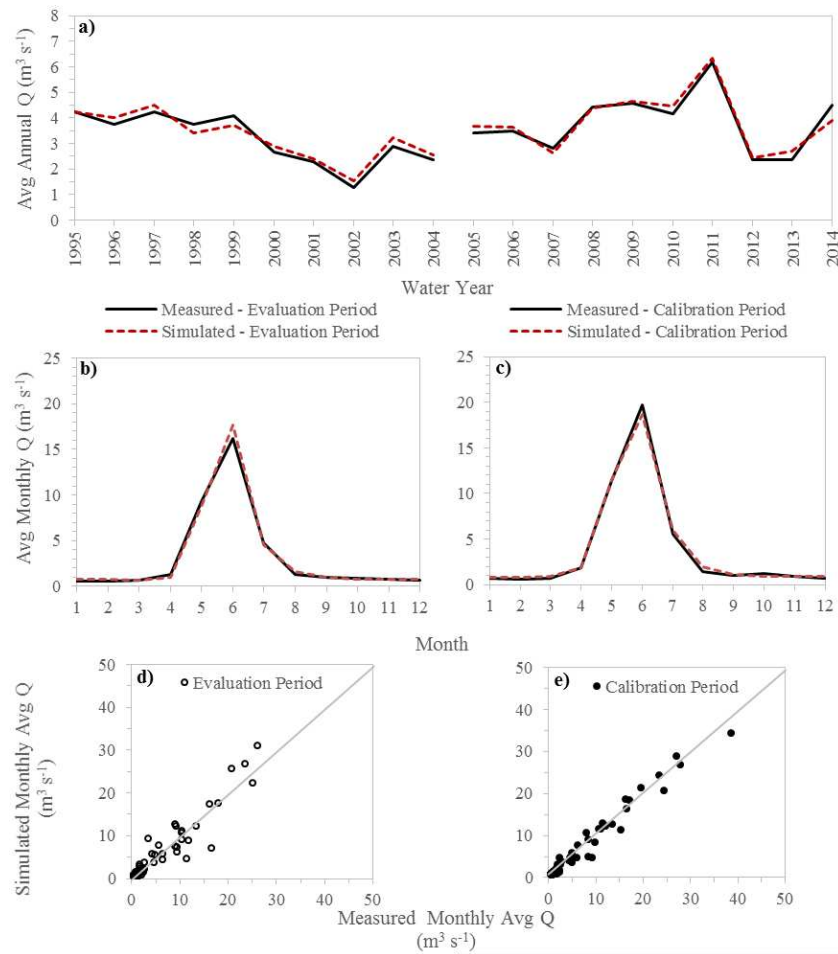 a)
Avg Annual Q (m³ s⁻¹)
8
7
6
5
4
3
2
1
0
1995 1996 1997 1998 1999 2000 2001 2002 2003 2004 2005 2006 2007 2008 2009 2010 2011 2012 2013 2014
Water Year
Measured - Evaluation Period
Simulated - Evaluation Period
Measured - Calibration Period
Simulated - Calibration Period
b)
Avg Monthly Q (m³ s⁻¹)
25
20
15
10
5
0
1 2 3 4 5 6 7 8 9 10 11 12
c)
25
20
15
10
5
0
1 2 3 4 5 6 7 8 9 10 11 12
Month
d)
Evaluation Period
Simulated Monthly Avg Q
(m³ s⁻¹)
50
40
30
20
10
0
0 10 20 30 40 50
e)
Calibration Period
50
40
30
20
10
0
0 10 20 30 40 50
Measured Monthly Avg Q
(m³ s⁻¹)